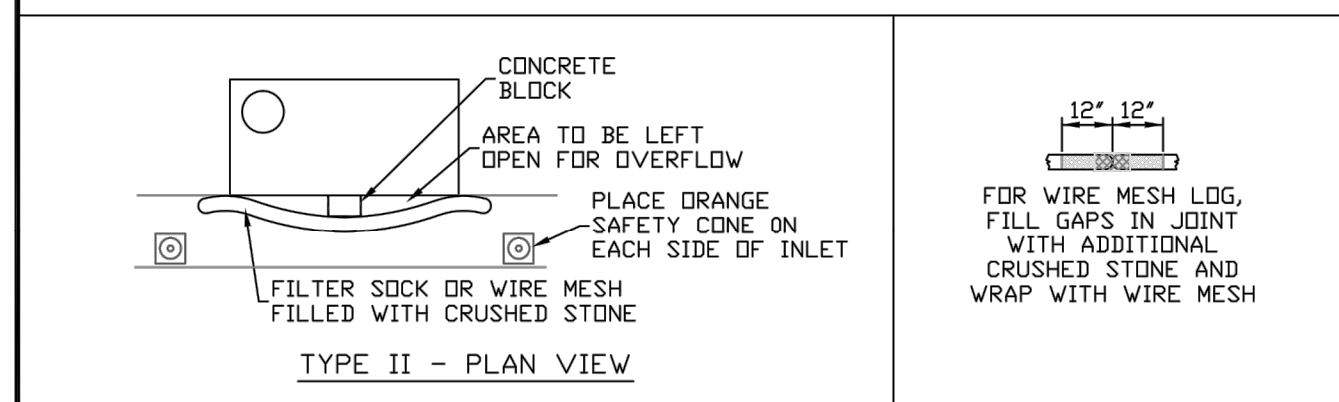 CONCRETE
BLOCK
AREA TO BE LEFT
OPEN FOR OVERFLOW
PLACE ORANGE
SAFETY CONE ON
EACH SIDE OF INLET
FILTER SOCK OR WIRE MESH
FILLED WITH CRUSHED STONE
TYPE II - PLAN VIEW
12" 12"
FOR WIRE MESH LOG,
FILL GAPS IN JOINT
WITH ADDITIONAL
CRUSHED STONE AND
WRAP WITH WIRE MESH